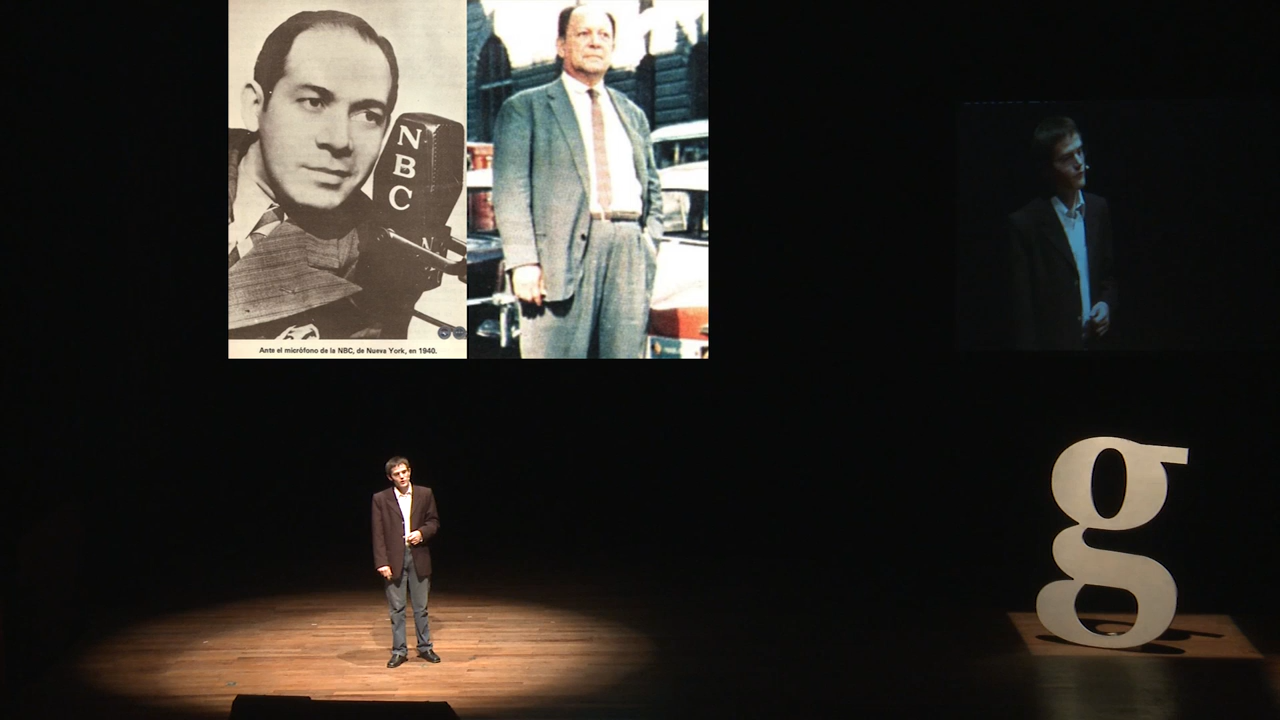 NBC
N
Ante el micrófono de la NBC, de Nueva York, en 1940.
g